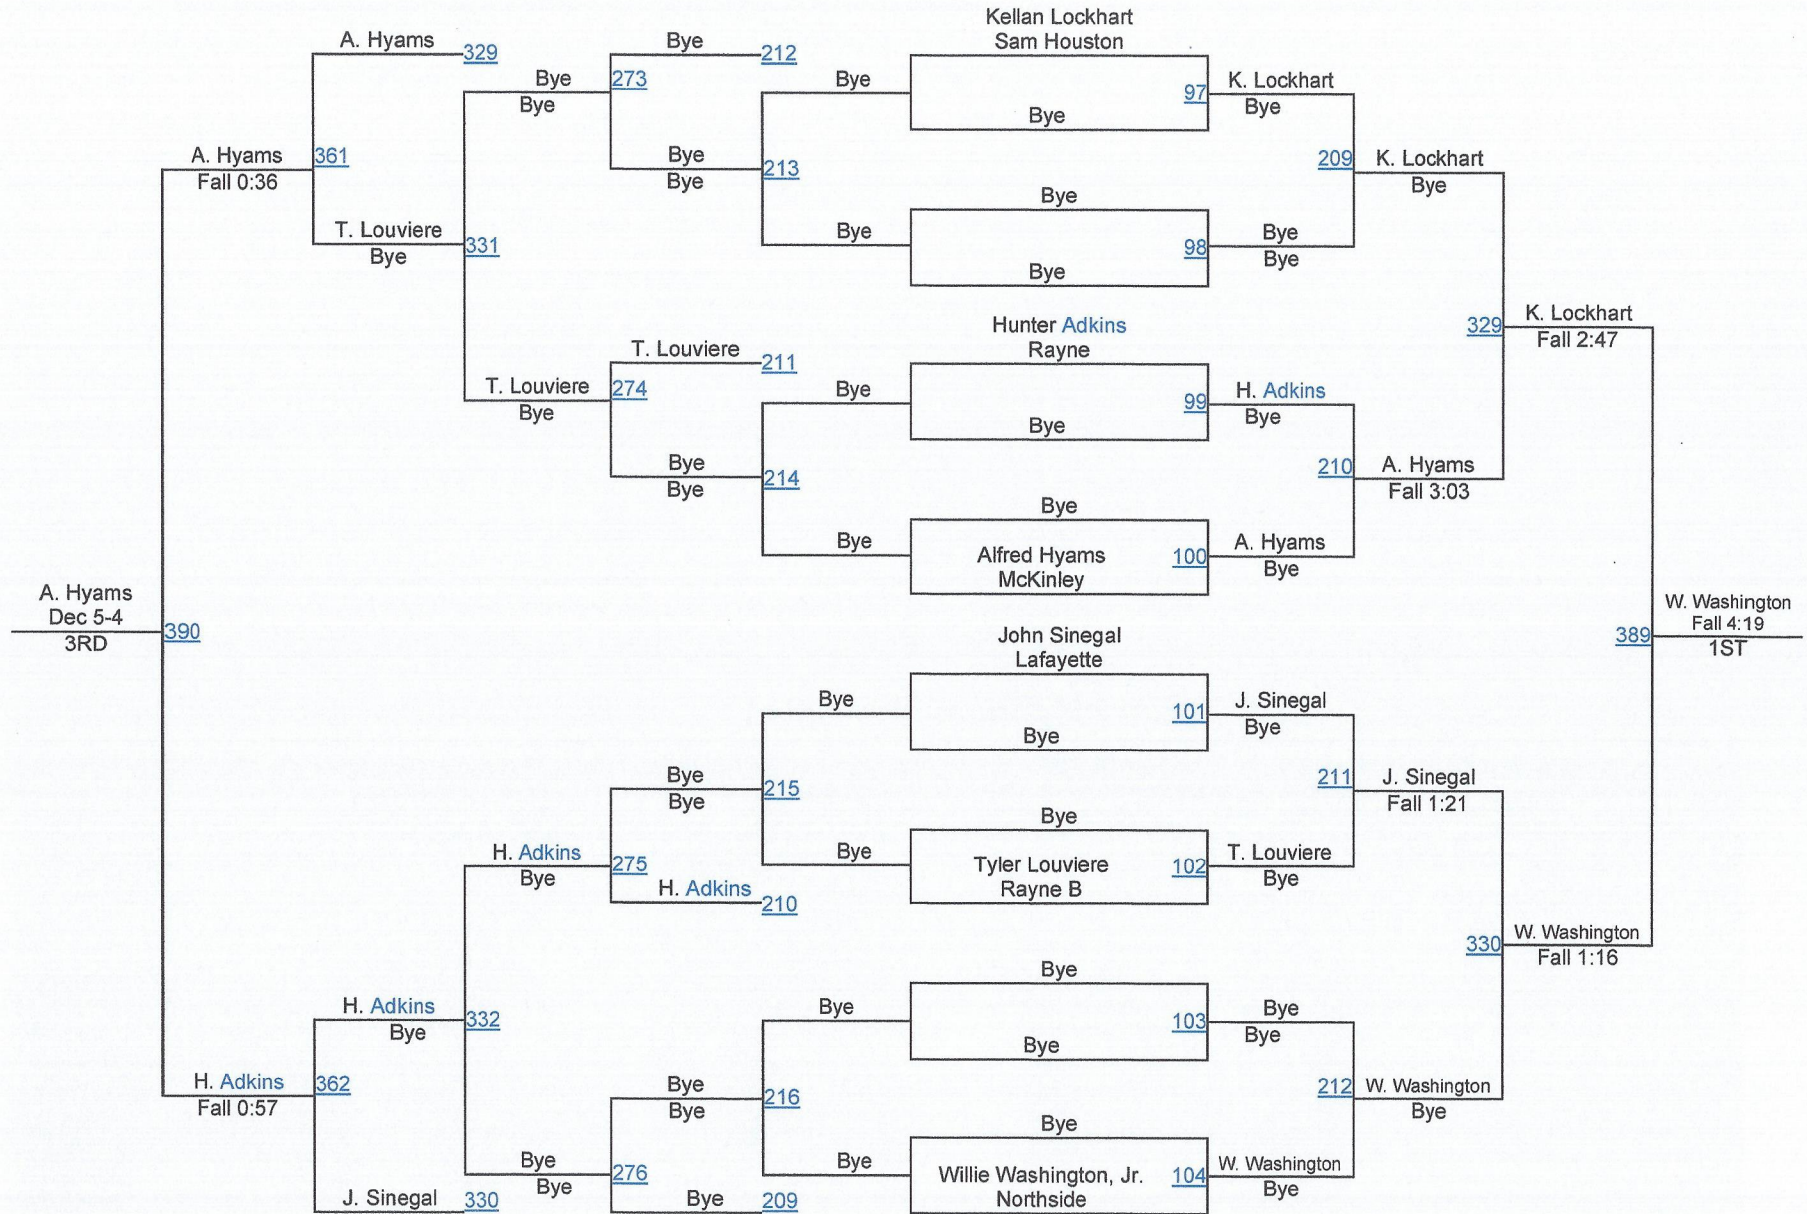 Kellan Lockhart
Sam Houston
A. Hyams
329
Bye
212
Bye
273
Bye
Bye
97
K. Lockhart
Bye
Bye
Bye
A. Hyams
361
Fall 0:36
Bye
213
Bye
209
K. Lockhart
Bye
Bye
T. Louviere
331
Bye
Bye
98
Bye
Bye
Bye
Hunter Adkins
Rayne
329
K. Lockhart
Fall 2:47
T. Louviere
211
T. Louviere
274
Bye
Bye
99
H. Adkins
Bye
Bye
Bye
214
Bye
210
A. Hyams
Fall 3:03
Bye
Bye
Alfred Hyams
McKinley
100
A. Hyams
Bye
A. Hyams
Dec 5-4
390
3RD
John Sinegal
Lafayette
389
W. Washington
Fall 4:19
1ST
Bye
101
J. Sinegal
Bye
Bye
Bye
215
Bye
211
J. Sinegal
Fall 1:21
Bye
H. Adkins
275
Bye
Bye
Tyler Louviere
Rayne B
102
T. Louviere
Bye
H. Adkins
210
330
W. Washington
Fall 1:16
Bye
H. Adkins
332
Bye
Bye
103
Bye
Bye
Bye
H. Adkins
362
Fall 0:57
Bye
216
Bye
212
W. Washington
Bye
Bye
Bye
276
Bye
Bye
Willie Washington, Jr.
Northside
104
W. Washington
Bye
J. Sinegal
330
Bye
209